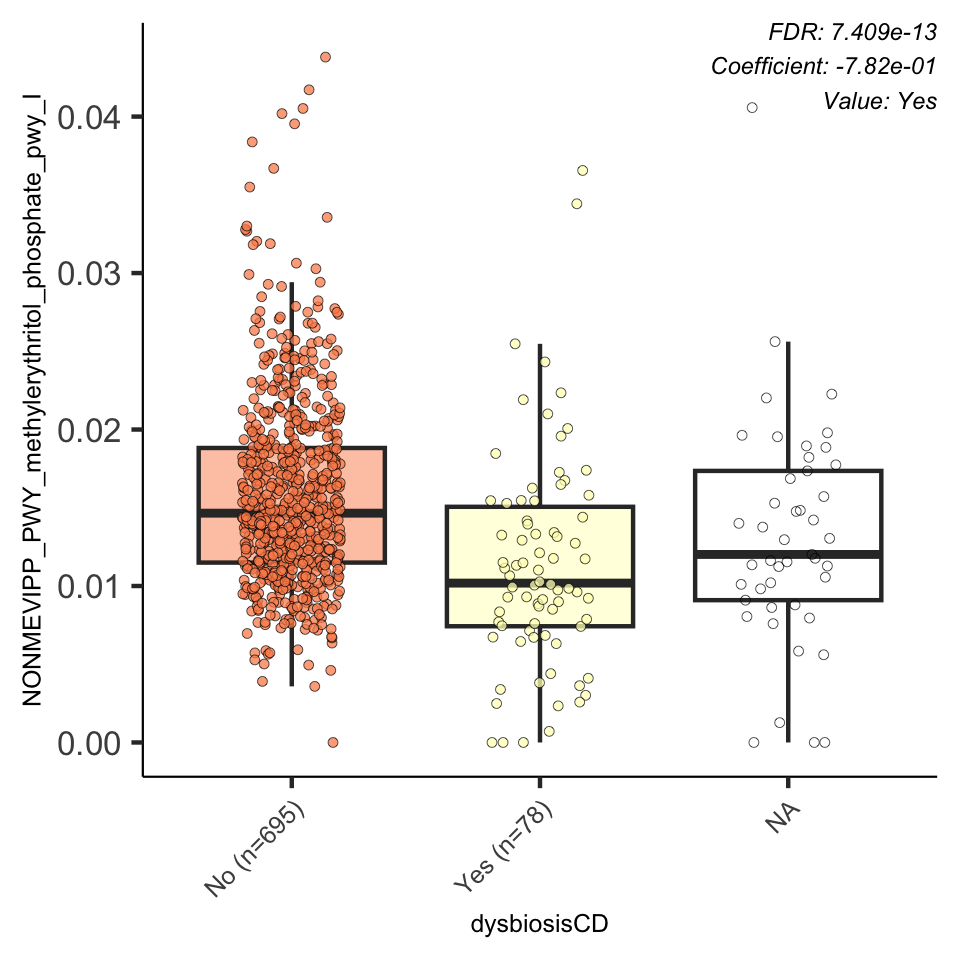 FDR: 7.409e-13
Coefficient: -7.82e-01
Value: Yes
NONMEVIPP_PWY_methylerythritol_phosphate_pwy_I
0.04
0.03
0.02
0.01
0.00
No (n=695)
Yes (n=78)
NA
dysbiosisCD